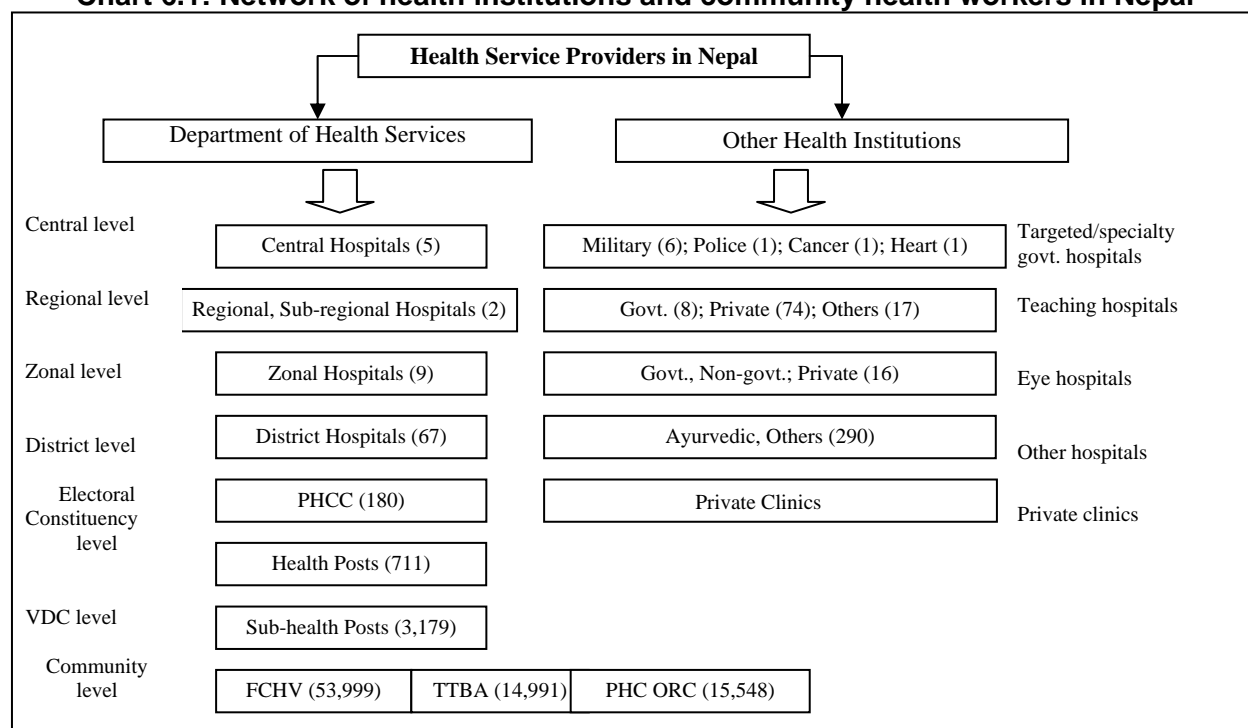 Chart 6.1: Network of health institutions and community health workers in Nepal
Health Service Providers in Nepal
Department of Health Services
Other Health Institutions
Central level
Central Hospitals (5)
Military (6); Police (1); Cancer (1); Heart (1)
Targeted/specialty
govt. hospitals
Regional level
Regional, Sub-regional Hospitals (2)
Govt. (8); Private (74); Others (17)
Teaching hospitals
Zonal level
Zonal Hospitals (9)
Govt., Non-govt.; Private (16)
Eye hospitals
District level
District Hospitals (67)
Ayurvedic, Others (290)
Other hospitals
Electoral
Constituency
level
PHCC (180)
Private Clinics
Private clinics
Health Posts (711)
VDC level
Sub-health Posts (3,179)
Community
level
FCHV (53,999)
TTBA (14,991)
PHC ORC (15,548)